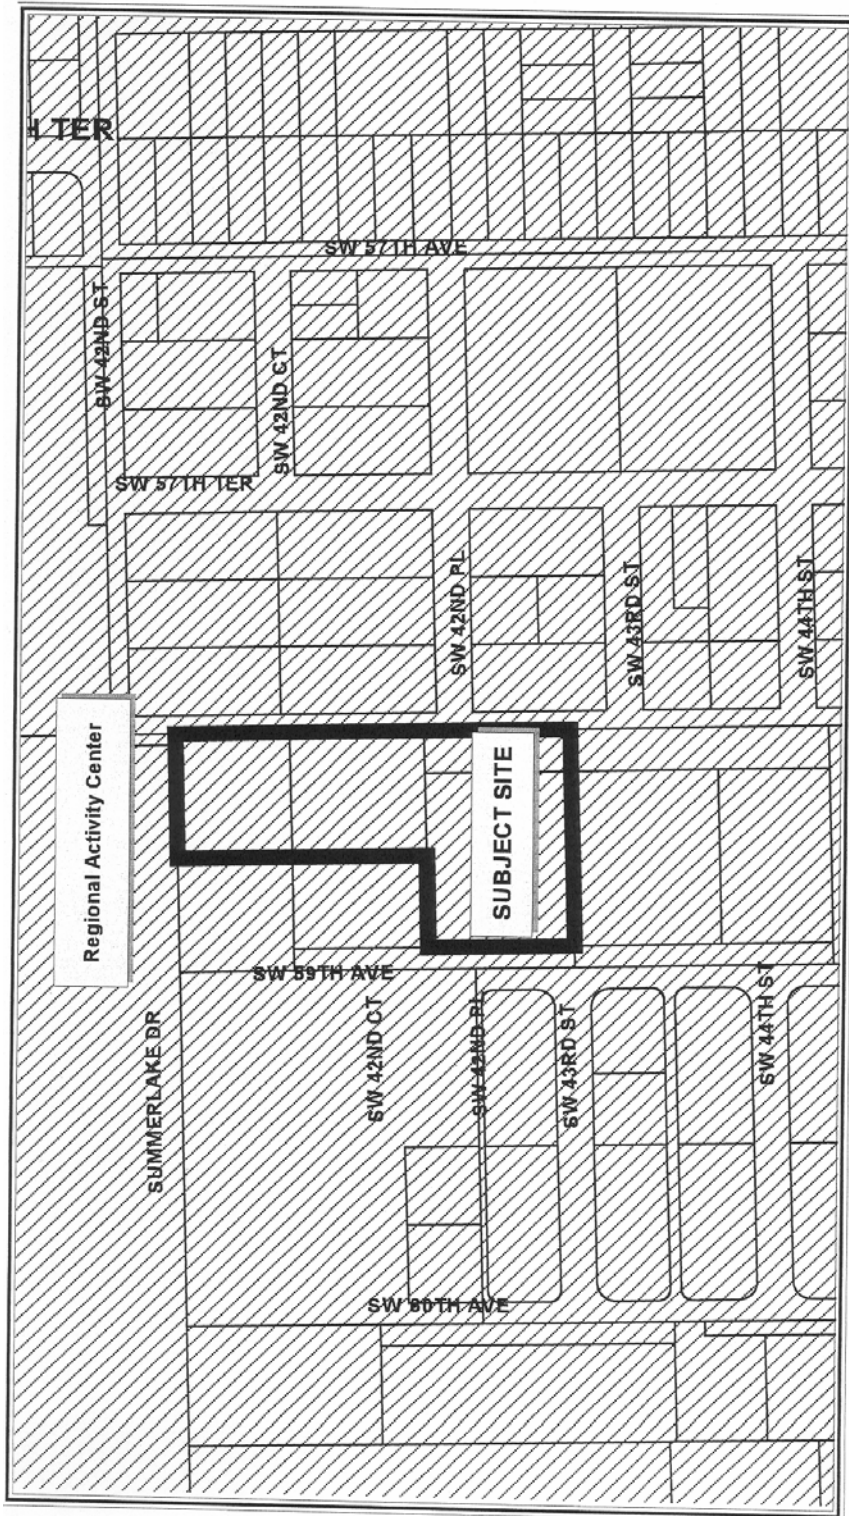 H TER
SW 57TH AVE
SW 42ND ST
SW 42ND CT
SW 57TH TER
SW 42ND PL
SW 43RD ST
SW 44TH ST
Regional Activity Center
SUBJECT SITE
SW 59TH AVE
SUMMERLAKE DR
SW 42ND CT
SW 42ND PL
SW 43RD ST
SW 44TH ST
SW 60TH AVE